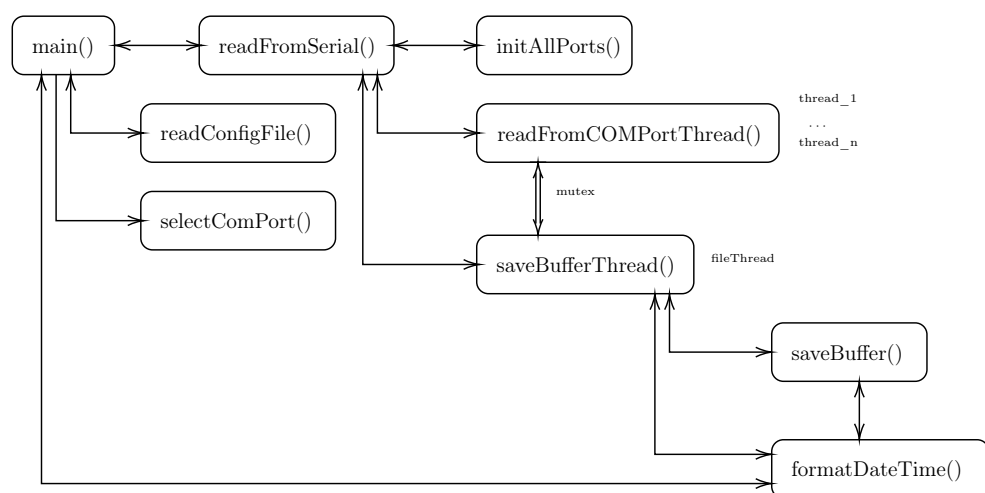 main()
readFromSerial()
initAllPorts()
readConfigFile()
readFromCOMPortThread()
thread_1
...
thread_n
mutex
selectComPort()
saveBufferThread()
fileThread
saveBuffer()
formatDateTime()